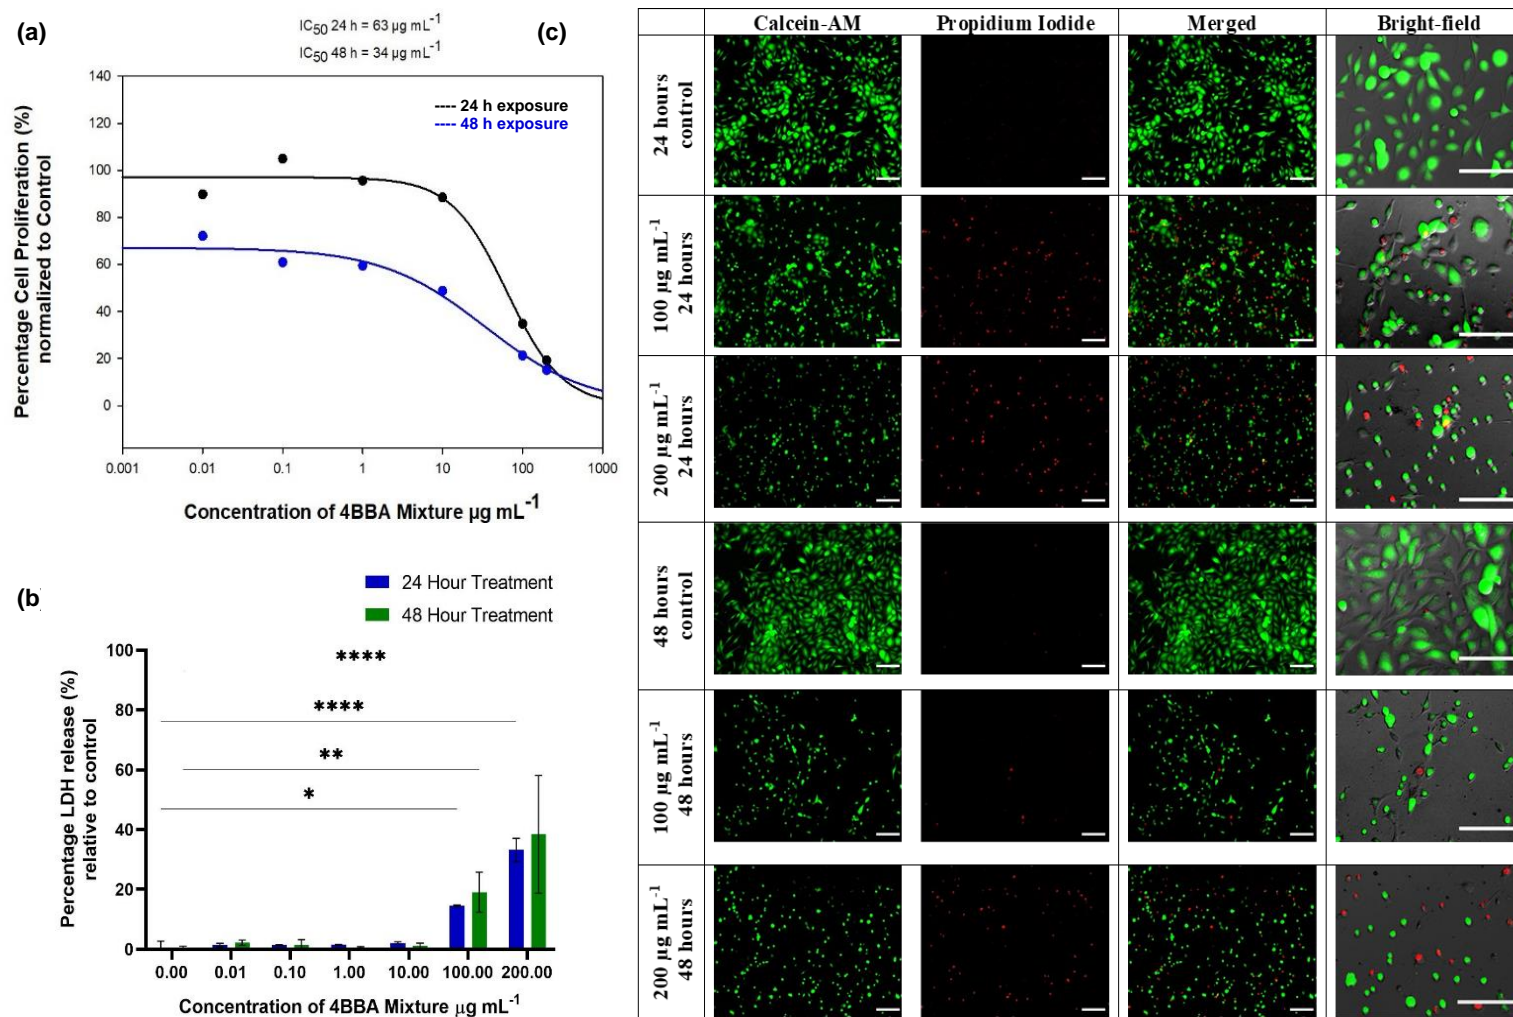 (a)
IC50 24 h = 63 µg mL-1
IC50 48 h = 34 µg mL-1
Percentage Cell Proliferation (%)
normalized to Control
140
120
100
80
60
40
20
0
---- 24 h exposure
---- 48 h exposure
0.001 0.01 0.1 1 10 100 1000
Concentration of 4BBA Mixture µg mL-1
(b)
24 Hour Treatment
48 Hour Treatment
Percentage LDH release (%)
relative to control
100
80
60
40
20
0
****
****
**
*
0.00 0.01 0.10 1.00 10.00 100.00 200.00
Concentration of 4BBA Mixture µg mL-1
(c)
Calcein-AM Propidium Iodide Merged Bright-field
24 hours
control
100 µg mL-1
24 hours
200 µg mL-1
24 hours
48 hours
control
100 µg mL-1
48 hours
200 µg mL-1
48 hours